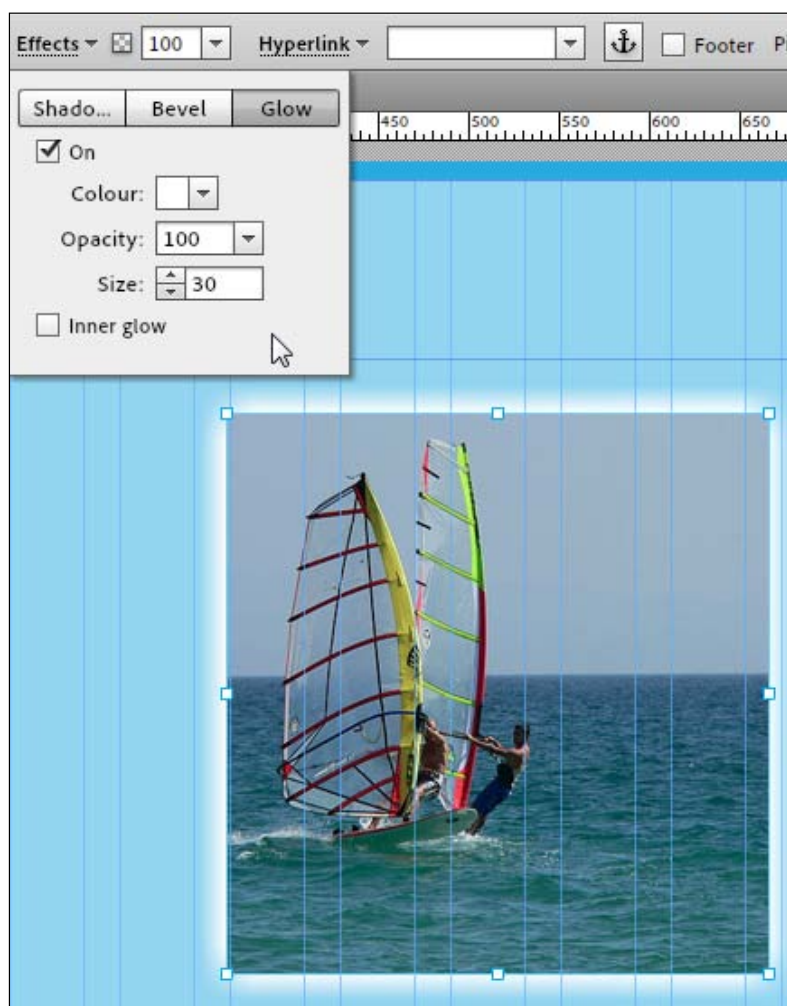 Effects 100 Hyperlink Footer
Shado... Bevel Glow
450 500 550 600 650
On
Colour:
Opacity: 100
Size: 30
Inner glow